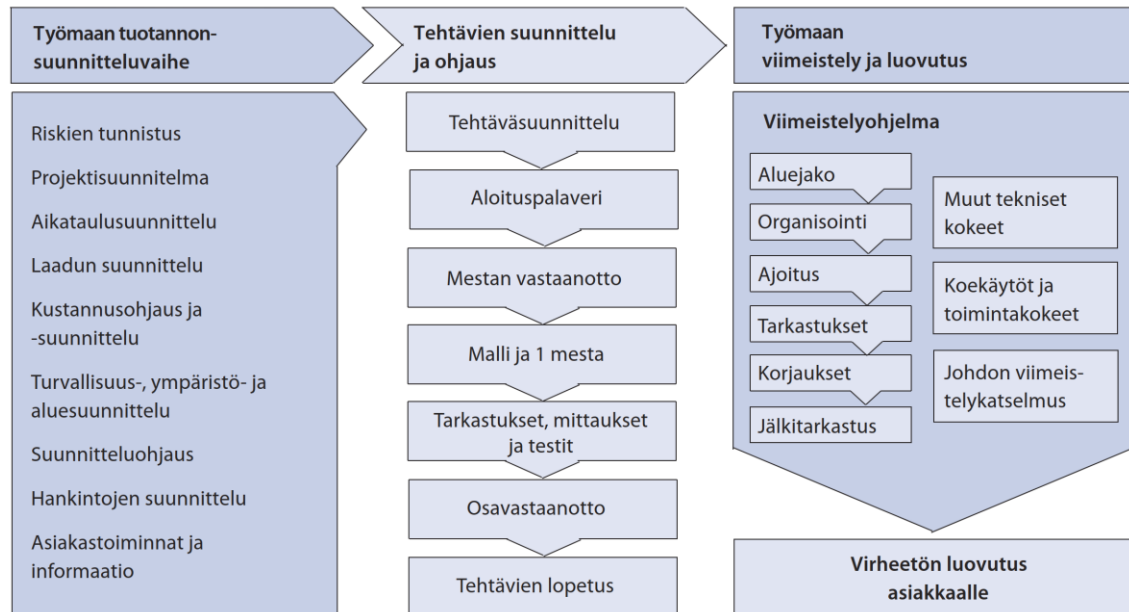 Työmaan tuotannon-
suunnitteluvaihe
Riskien tunnistus
Projektisuunnitelma
Aikataulusuunnittelu
Laadun suunnittelu
Kustannusohjaus ja
-suunnittelu
Turvallisuus-, ympäristö- ja
aluesuunnittelu
Suunnitteluohjaus
Hankintojen suunnittelu
Asiakastoiminnat ja
informaatio
Tehtävien suunnittelu
ja ohjaus
Tehtäväsuunnittelu
Aloituspalaveri
Mestan vastaanotto
Malli ja 1 mesta
Tarkastukset, mittaukset
ja testit
Osavastaanotto
Tehtävien lopetus
Työmaan
viimeistely ja luovutus
Viimeistelyohjelma
Aluejako
Organisointi
Ajoitus
Tarkastukset
Korjaukset
Jälkitarkastus
Muut tekniset
kokeet
Koekäytöt ja
toimintakokeet
Johdon viimeis-
telykatselmus
Virheetön luovutus
asiakkaalle